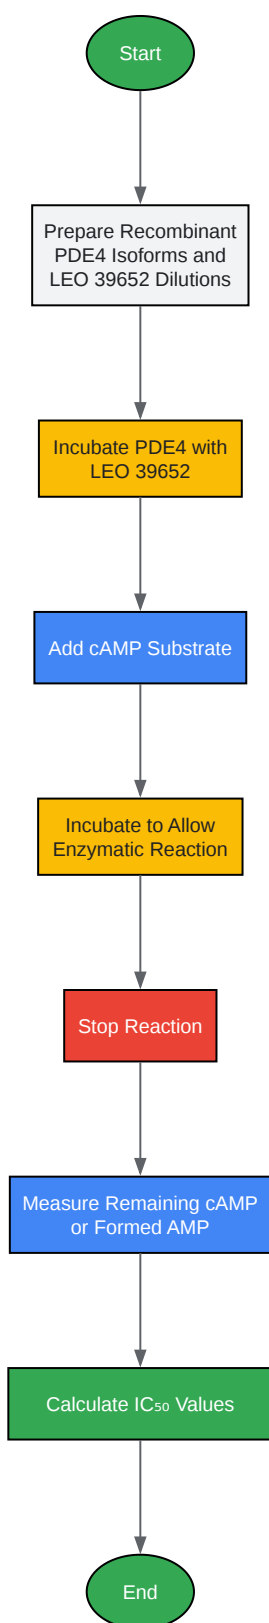 Start
Prepare Recombinant
PDE4 Isoforms and
LEO 39652 Dilutions
Incubate PDE4 with
LEO 39652
Add cAMP Substrate
Incubate to Allow
Enzymatic Reaction
Stop Reaction
Measure Remaining cAMP
or Formed AMP
Calculate IC₅₀ Values
End